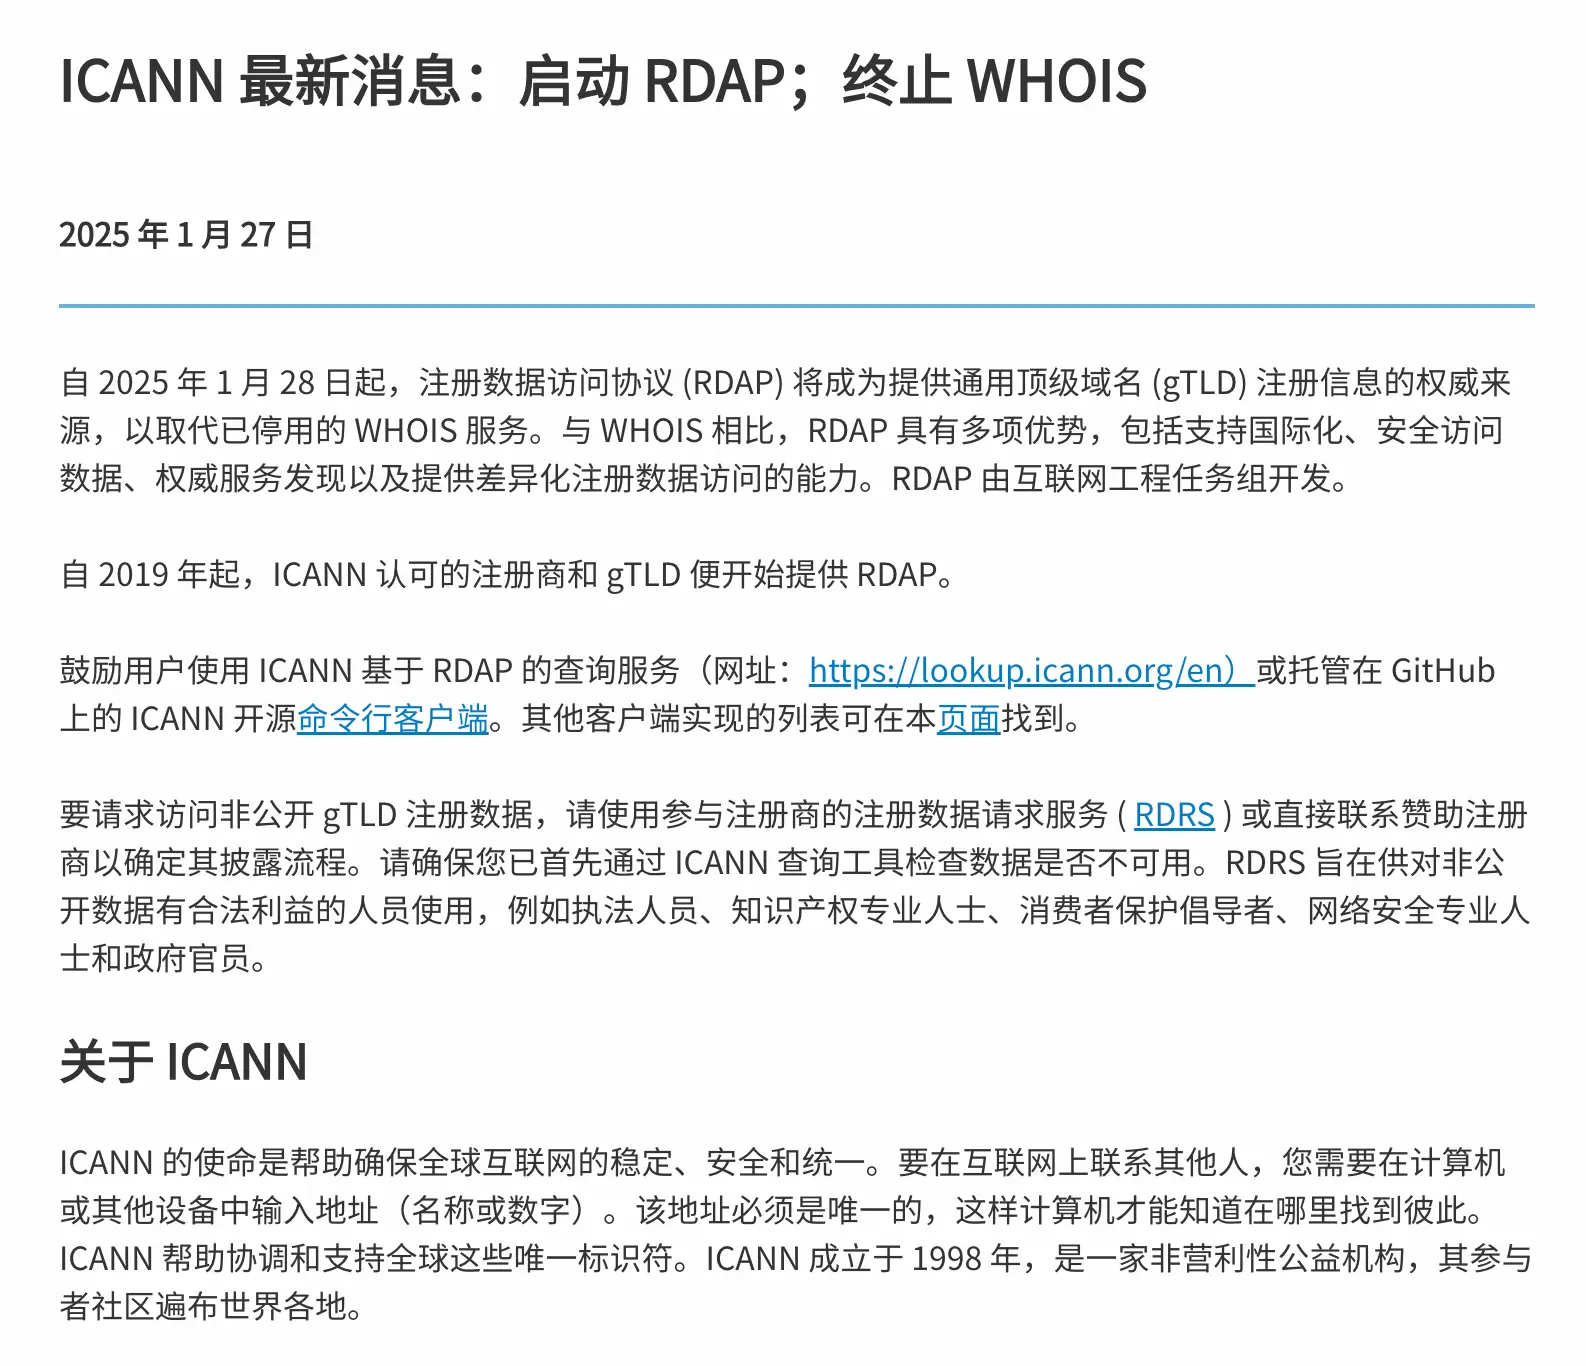 ICANN 最新消息：启动 RDAP；终止 WHOIS
2025 年 1 月 27 日
自 2025 年 1 月 28 日起，注册数据访问协议 (RDAP) 将成为提供通用顶级域名 (gTLD) 注册信息的权威来
源，以取代已停用的 WHOIS 服务。与 WHOIS 相比，RDAP 具有多项优势，包括支持国际化、安全访问
数据、权威服务发现以及提供差异化注册数据访问的能力。RDAP 由互联网工程任务组开发。
自 2019 年起，ICANN 认可的注册商和 gTLD 便开始提供 RDAP。
鼓励用户使用 ICANN 基于 RDAP 的查询服务（网址：https://lookup.icann.org/en）或托管在 GitHub
上的 ICANN 开源命令行客户端。其他客户端实现的列表可在本页面找到。
要请求访问非公开 gTLD 注册数据，请使用参与注册商的注册数据请求服务 ( RDRS ) 或直接联系赞助注册
商以确定其披露流程。请确保您已首先通过 ICANN 查询工具检查数据是否不可用。RDRS 旨在供对非公
开数据有合法利益的人员使用，例如执法人员、知识产权专业人士、消费者保护倡导者、网络安全专业人
士和政府官员。
关于 ICANN
ICANN 的使命是帮助确保全球互联网的稳定、安全和统一。要在互联网上联系其他人，您需要在计算机
或其他设备中输入地址（名称或数字）。该地址必须是唯一的，这样计算机才能知道在哪里找到彼此。
ICANN 帮助协调和支持全球这些唯一标识符。ICANN 成立于 1998 年，是一家非营利性公益机构，其参与
者社区遍布世界各地。